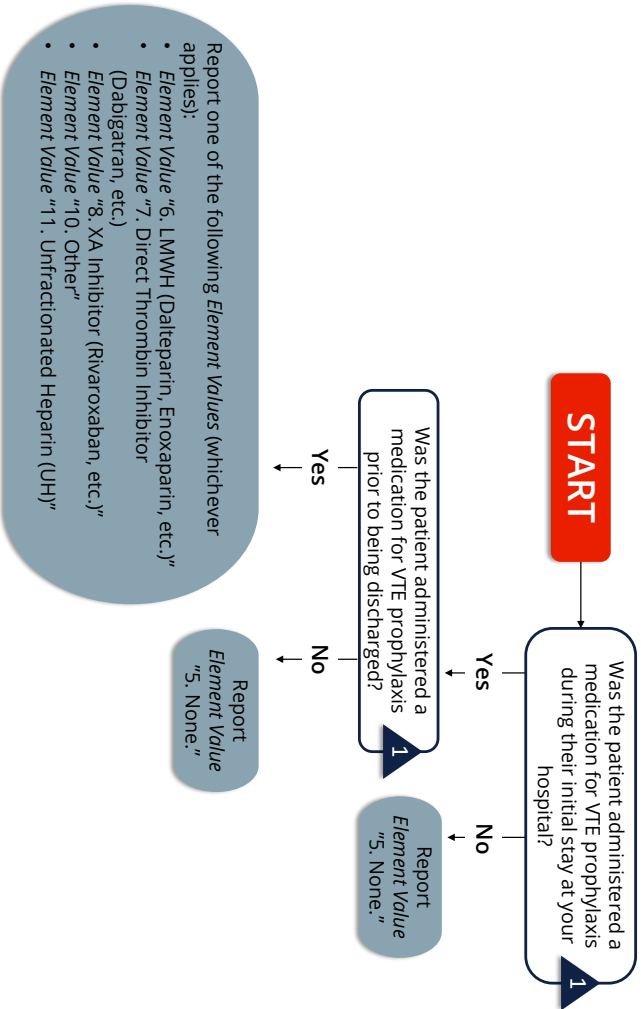 START
Was the patient administered a
medication for VTE prophylaxis
during their initial stay at your
hospital?
1
Yes
No
Was the patient administered a
medication for VTE prophylaxis
prior to being discharged?
1
Report
Element Value
"5. None."
Yes
No
Report one of the following Element Values (whichever
applies):
• Element Value "6. LMWH (Dalteparin, Enoxaparin, etc.)"
• Element Value "7. Direct Thrombin Inhibitor
(Dabigatran, etc.)
• Element Value "8. XA Inhibitor (Rivaroxaban, etc.)"
• Element Value "10. Other"
• Element Value "11. Unfractionated Heparin (UH)"
Report
Element Value
"5. None."